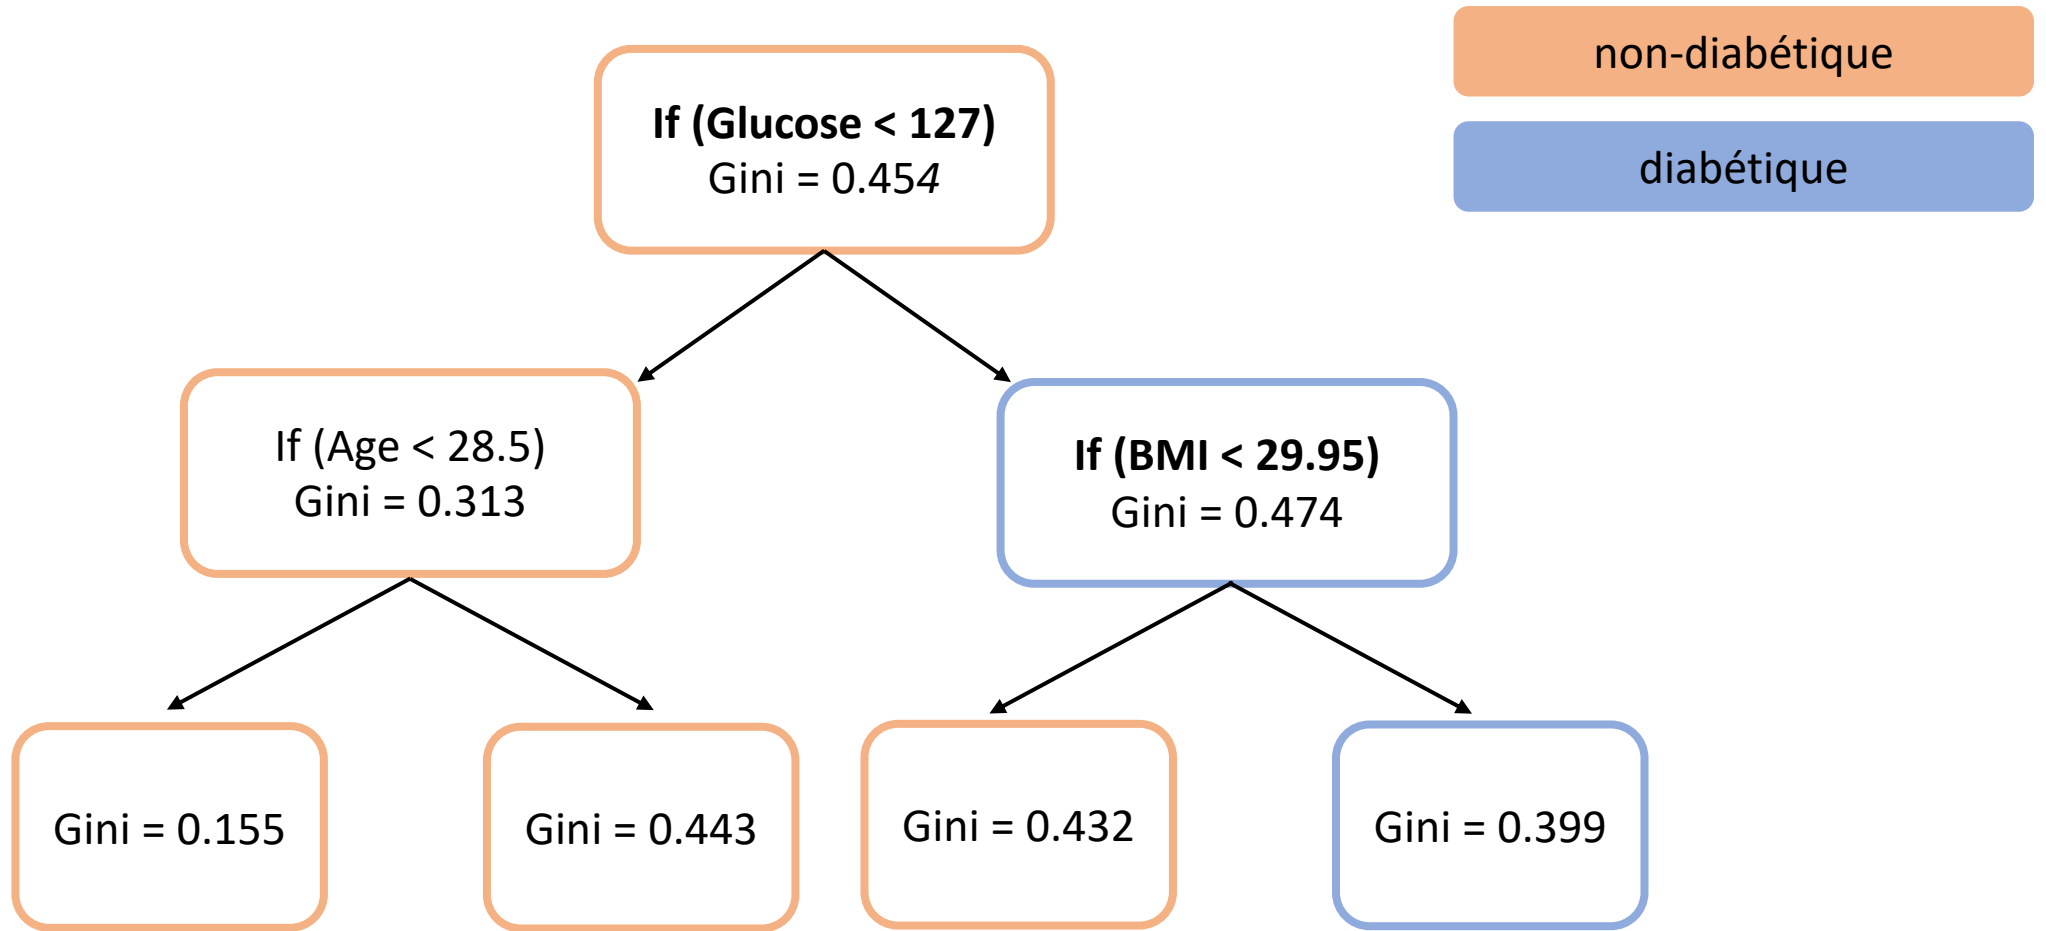 non-diabétique
diabétique
If (Glucose < 127)
Gini = 0.454
If (Age < 28.5)
Gini = 0.313
If (BMI < 29.95)
Gini = 0.474
Gini = 0.155
Gini = 0.443
Gini = 0.432
Gini = 0.399